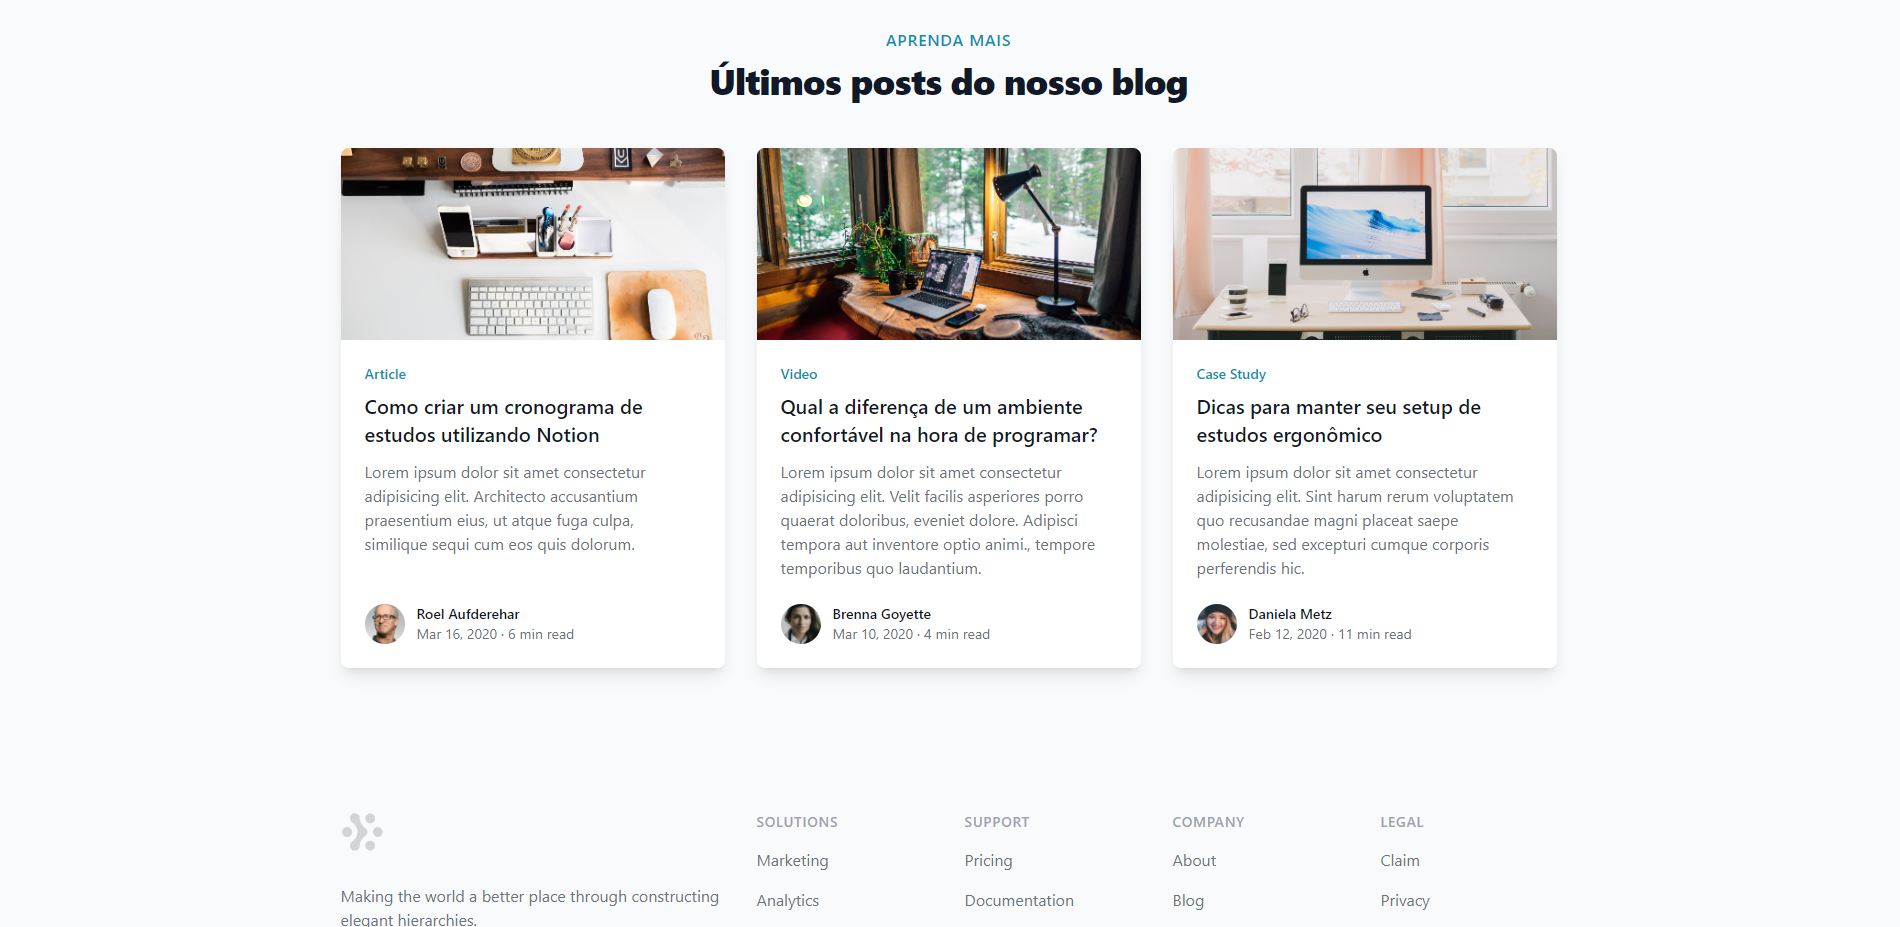 APRENDA MAIS
Últimos posts do nosso blog
Article
Como criar um cronograma de
estudos utilizando Notion
Lorem ipsum dolor sit amet consectetur
adipisicing elit. Architecto accusantium
praesentium eius, ut atque fuga culpa,
similique sequi cum eos quis dolorum.
Roel Aufderehar
Mar 16, 2020 · 6 min read
Video
Qual a diferença de um ambiente
confortável na hora de programar?
Lorem ipsum dolor sit amet consectetur
adipisicing elit. Velit facilis asperiores porro
quaerat doloribus, eveniet dolore. Adipisci
tempora aut inventore optio animi., tempore
temporibus quo laudantium.
Brenna Goyette
Mar 10, 2020 · 4 min read
Case Study
Dicas para manter seu setup de
estudos ergonômico
Lorem ipsum dolor sit amet consectetur
adipisicing elit. Sint harum rerum voluptatem
quo recusandae magni placeat saepe
molestiae, sed excepturi cumque corporis
perferendis hic.
Daniela Metz
Feb 12, 2020 · 11 min read
Making the world a better place through constructing
elegant hierarchies.
SOLUTIONS
Marketing
Analytics
SUPPORT
Pricing
Documentation
COMPANY
About
Blog
LEGAL
Claim
Privacy